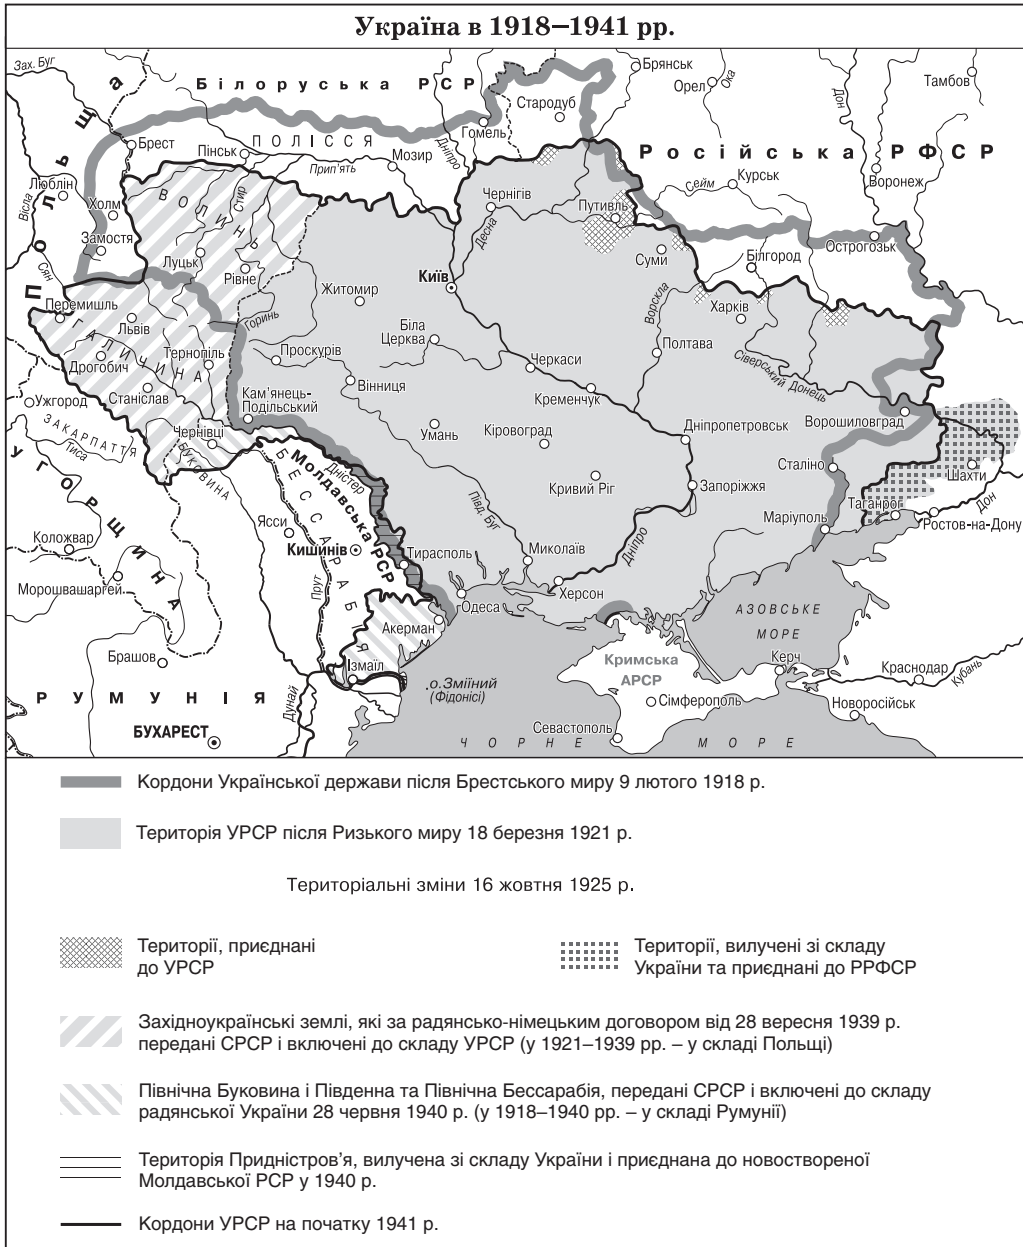 Україна в 1918–1941 рр.
Зах. Буг
Білоруська РСР
Брянськ
Орел
Ока
Дон
Тамбов
Стародуб
Гомель
Польща
Брест
ПОЛІССЯ
Пінськ
Прип'ять
Мозир
Дніпро
Російська РФСР
Сейм
Курськ
Воронеж
Люблін
Вісла
Холм
Замостя
ВОЛИНЬ
Стир
Чернігів
Десна
Путивль
Суми
Острогозьк
Білгород
Луцьк
Рівне
Київ
Сян
Перемишль
Житомир
Горинь
Ворскла
Харків
Львів
ГАЛИЧИНА
Біла
Церква
Полтава
Дрогобич
Тернопіль
Проскурів
Черкаси
Сіверський Донець
Вінниця
Станіслав
Кам'янець-
Подільський
Кременчук
Ужгород
ЗАКАРПАТТЯ
Тиса
Чернівці
БУКОВИНА
Умань
Кіровоград
Дніпропетровськ
Ворошиловград
УГОРЩИНА
БЕССАРАБІЯ
Молдавська РСР
Дністер
Півд. Буг
Кривий Ріг
Запоріжжя
Сталіно
Шахти
Дон
Таганрог
Маріуполь
Ростов-на-Дону
Коложвар
Ясси
Кишинів
Прут
Тирасполь
Миколаїв
Дніпро
Морошвашаргей
Одеса
Херсон
Акерман
АЗОВСЬКЕ
МОРЕ
Брашов
Ізмаїл
Кримська
АРСР
Керч
Краснодар
Кубань
РУМУНІЯ
Дунай
о. Зміїний
(Фідонісі)
Сімферополь
Новоросійськ
БУХАРЕСТ
Севастополь
ЧОРНЕ МОРЕ
Кордони Української держави після Брестського миру 9 лютого 1918 р.
Територія УРСР після Ризького миру 18 березня 1921 р.
Територіальні зміни 16 жовтня 1925 р.
Території, приєднані
до УРСР
Території, вилучені зі складу
України та приєднані до РРФСР
Західноукраїнські землі, які за радянсько-німецьким договором від 28 вересня 1939 р.
передані СРСР і включені до складу УРСР (у 1921–1939 рр. – у складі Польщі)
Північна Буковина і Південна та Північна Бессарабія, передані СРСР і включені до складу
радянської України 28 червня 1940 р. (у 1918–1940 рр. – у складі Румунії)
Територія Придністров'я, вилучена зі складу України і приєднана до новоствореної
Молдавської РСР у 1940 р.
Кордони УРСР на початку 1941 р.